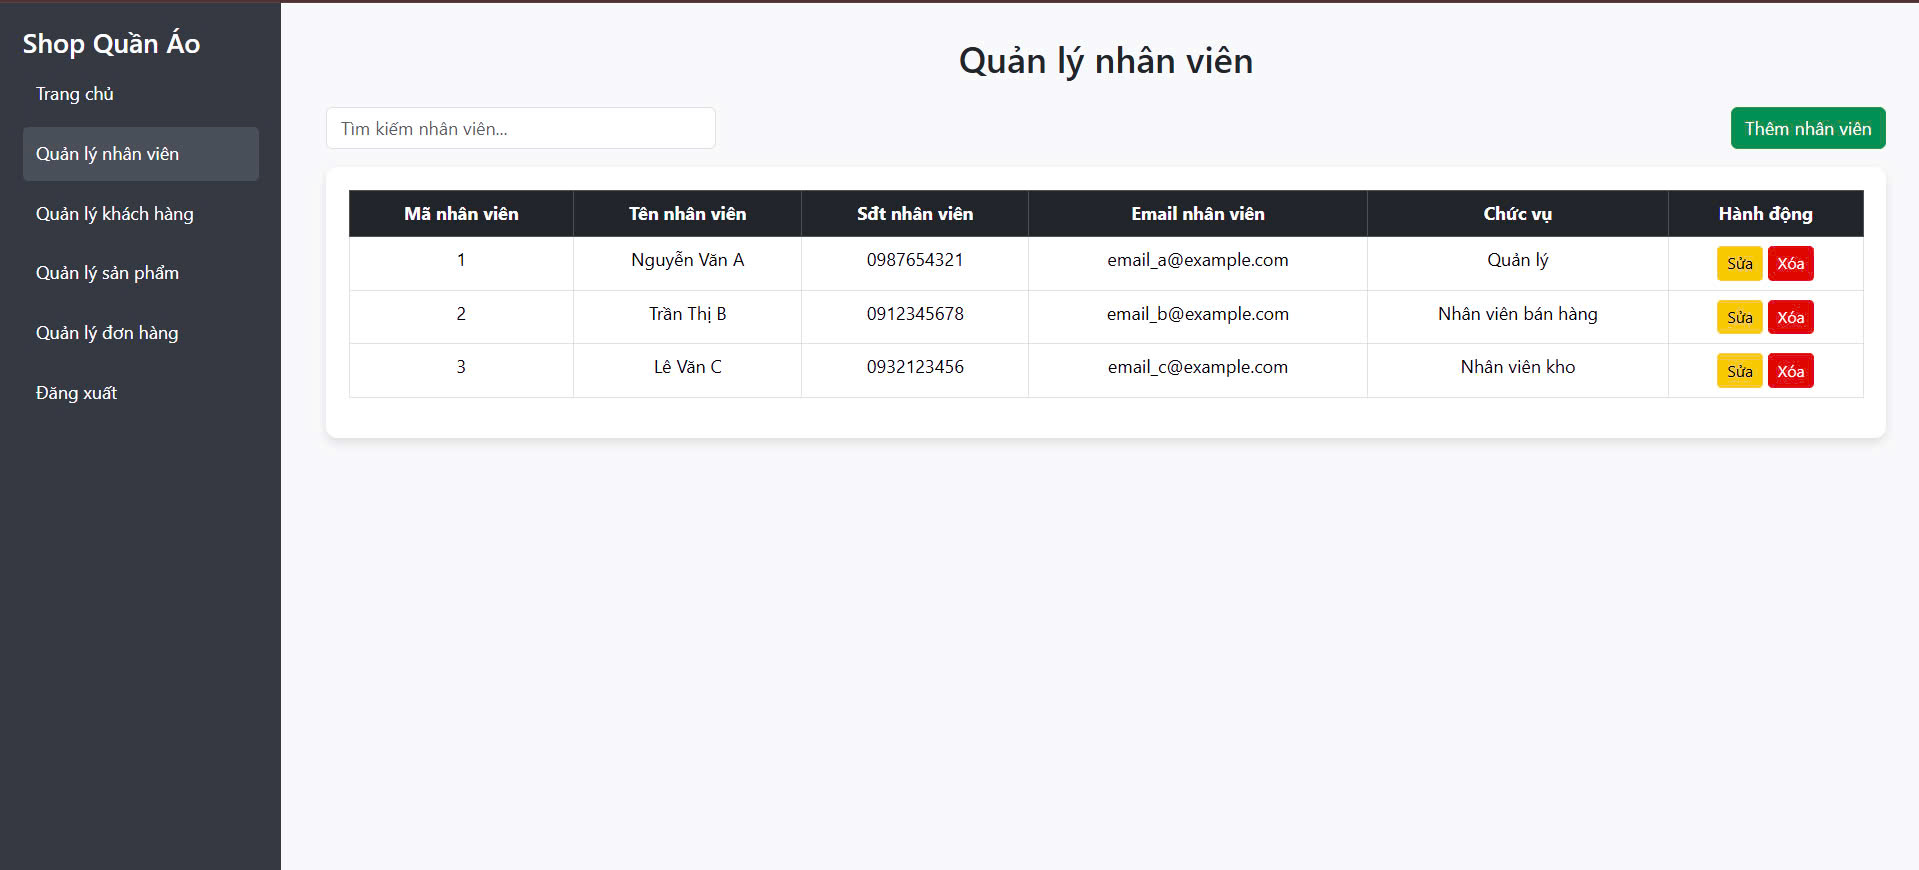 Shop Quần Áo
Trang chủ
Quản lý nhân viên
Quản lý khách hàng
Quản lý sản phẩm
Quản lý đơn hàng
Đăng xuất
Quản lý nhân viên
Tìm kiếm nhân viên...
Thêm nhân viên
Mã nhân viên Tên nhân viên Sđt nhân viên Email nhân viên Chức vụ Hành động
1 Nguyễn Văn A 0987654321 email_a@example.com Quản lý Sửa Xóa
2 Trần Thị B 0912345678 email_b@example.com Nhân viên bán hàng Sửa Xóa
3 Lê Văn C 0932123456 email_c@example.com Nhân viên kho Sửa Xóa